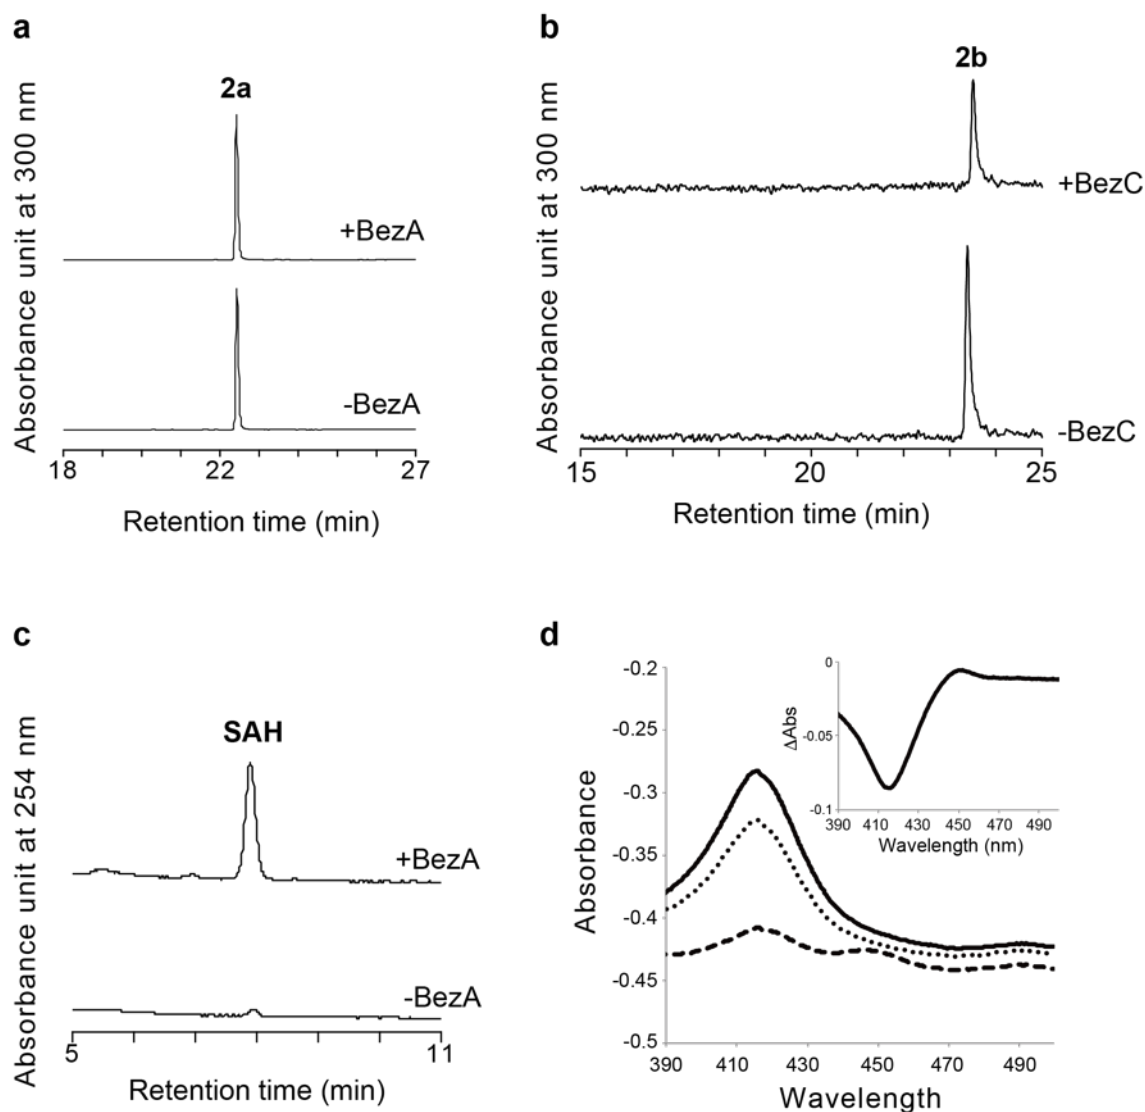 a
Absorbance unit at 300 nm
2a
+BezA
-BezA
18 22 27
Retention time (min)
b
Absorbance unit at 300 nm
2b
+BezC
-BezC
15 20 25
Retention time (min)
c
Absorbance unit at 254 nm
SAH
+BezA
-BezA
5 11
Retention time (min)
d
Absorbance
-0.2
-0.25
-0.3
-0.35
-0.4
-0.45
-0.5
390 410 430 450 470 490
Wavelength
ΔAbs
0
-0.05
-0.1
390 410 430 450 470 490
Wavelength (nm)